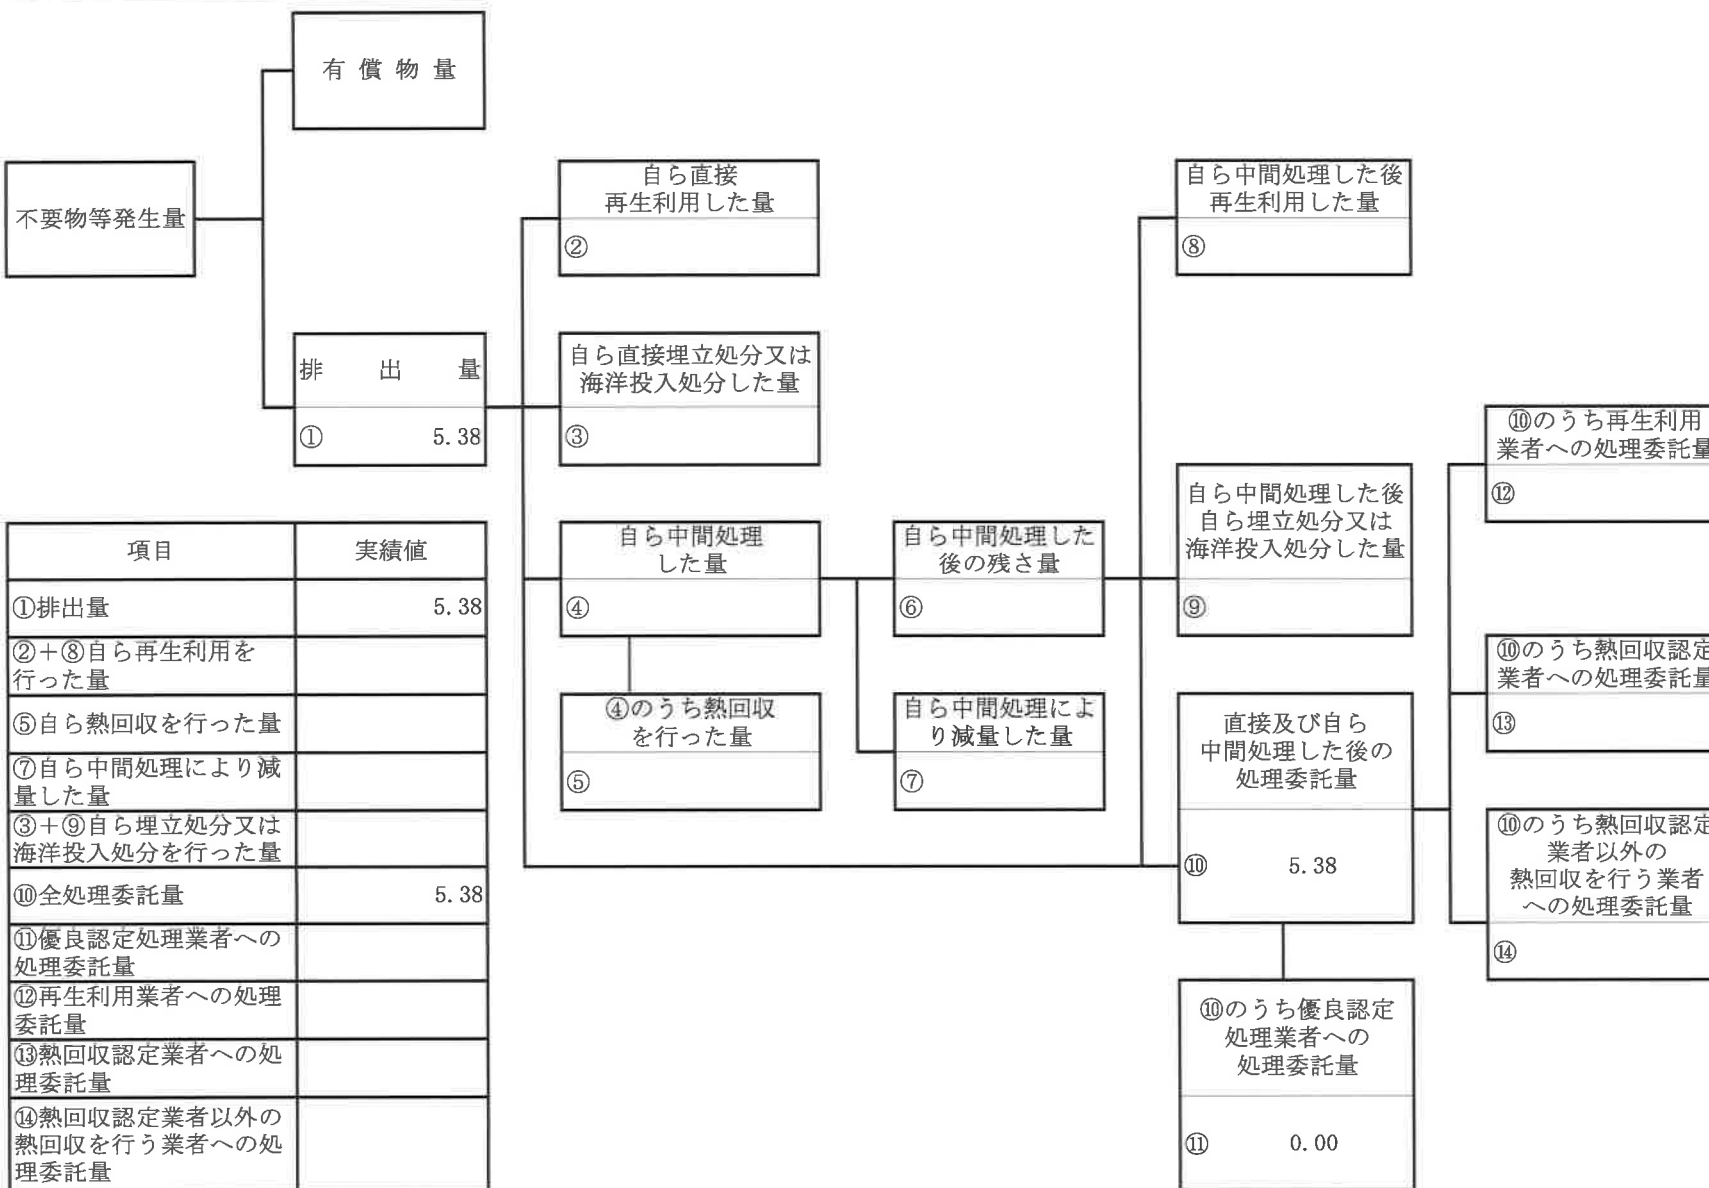 有償物量
不要物等発生量
自ら直接
再生利用した量
②
自ら中間処理した後
再生利用した量
⑧
排出量
① 5.38
自ら直接埋立処分又は
海洋投入処分した量
③
⑩のうち再生利用
業者への処理委託量
⑫
自ら中間処理した後
自ら埋立処分又は
海洋投入処分した量
⑨
自ら中間処理
した量
④
自ら中間処理した
後の残さ量
⑥
⑩のうち熱回収認定
業者への処理委託量
⑬
④のうち熱回収
を行った量
⑤
自ら中間処理によ
り減量した量
⑦
直接及び自ら
中間処理した後の
処理委託量
⑩ 5.38
⑩のうち熱回収認定
業者以外の
熱回収を行う業者
への処理委託量
⑭
⑩のうち優良認定
処理業者への
処理委託量
⑪ 0.00
項目 実績値
①排出量 5.38
②+⑧自ら再生利用を
行った量
⑤自ら熱回収を行った量
⑦自ら中間処理により減
量した量
③+⑨自ら埋立処分又は
海洋投入処分を行った量
⑩全処理委託量 5.38
⑪優良認定処理業者への
処理委託量
⑫再生利用業者への処理
委託量
⑬熱回収認定業者への処
理委託量
⑭熱回収認定業者以外の
熱回収を行う業者への処
理委託量